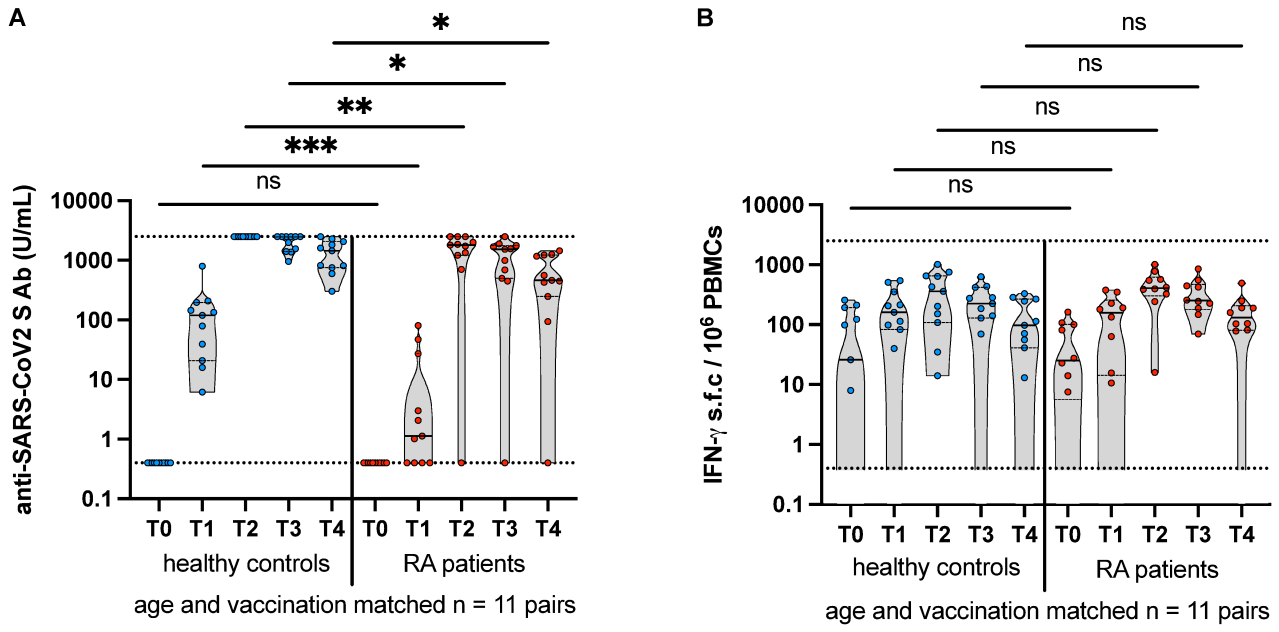 A
*
*
**
***
ns
anti-SARS-CoV2 S Ab (U/mL)
10000
1000
100
10
1
0.1
T0 T1 T2 T3 T4 T0 T1 T2 T3 T4
healthy controls RA patients
age and vaccination matched n = 11 pairs
B
ns
ns
ns
ns
ns
IFN-γ s.f.c / 10⁶ PBMCs
10000
1000
100
10
1
0.1
T0 T1 T2 T3 T4 T0 T1 T2 T3 T4
healthy controls RA patients
age and vaccination matched n = 11 pairs